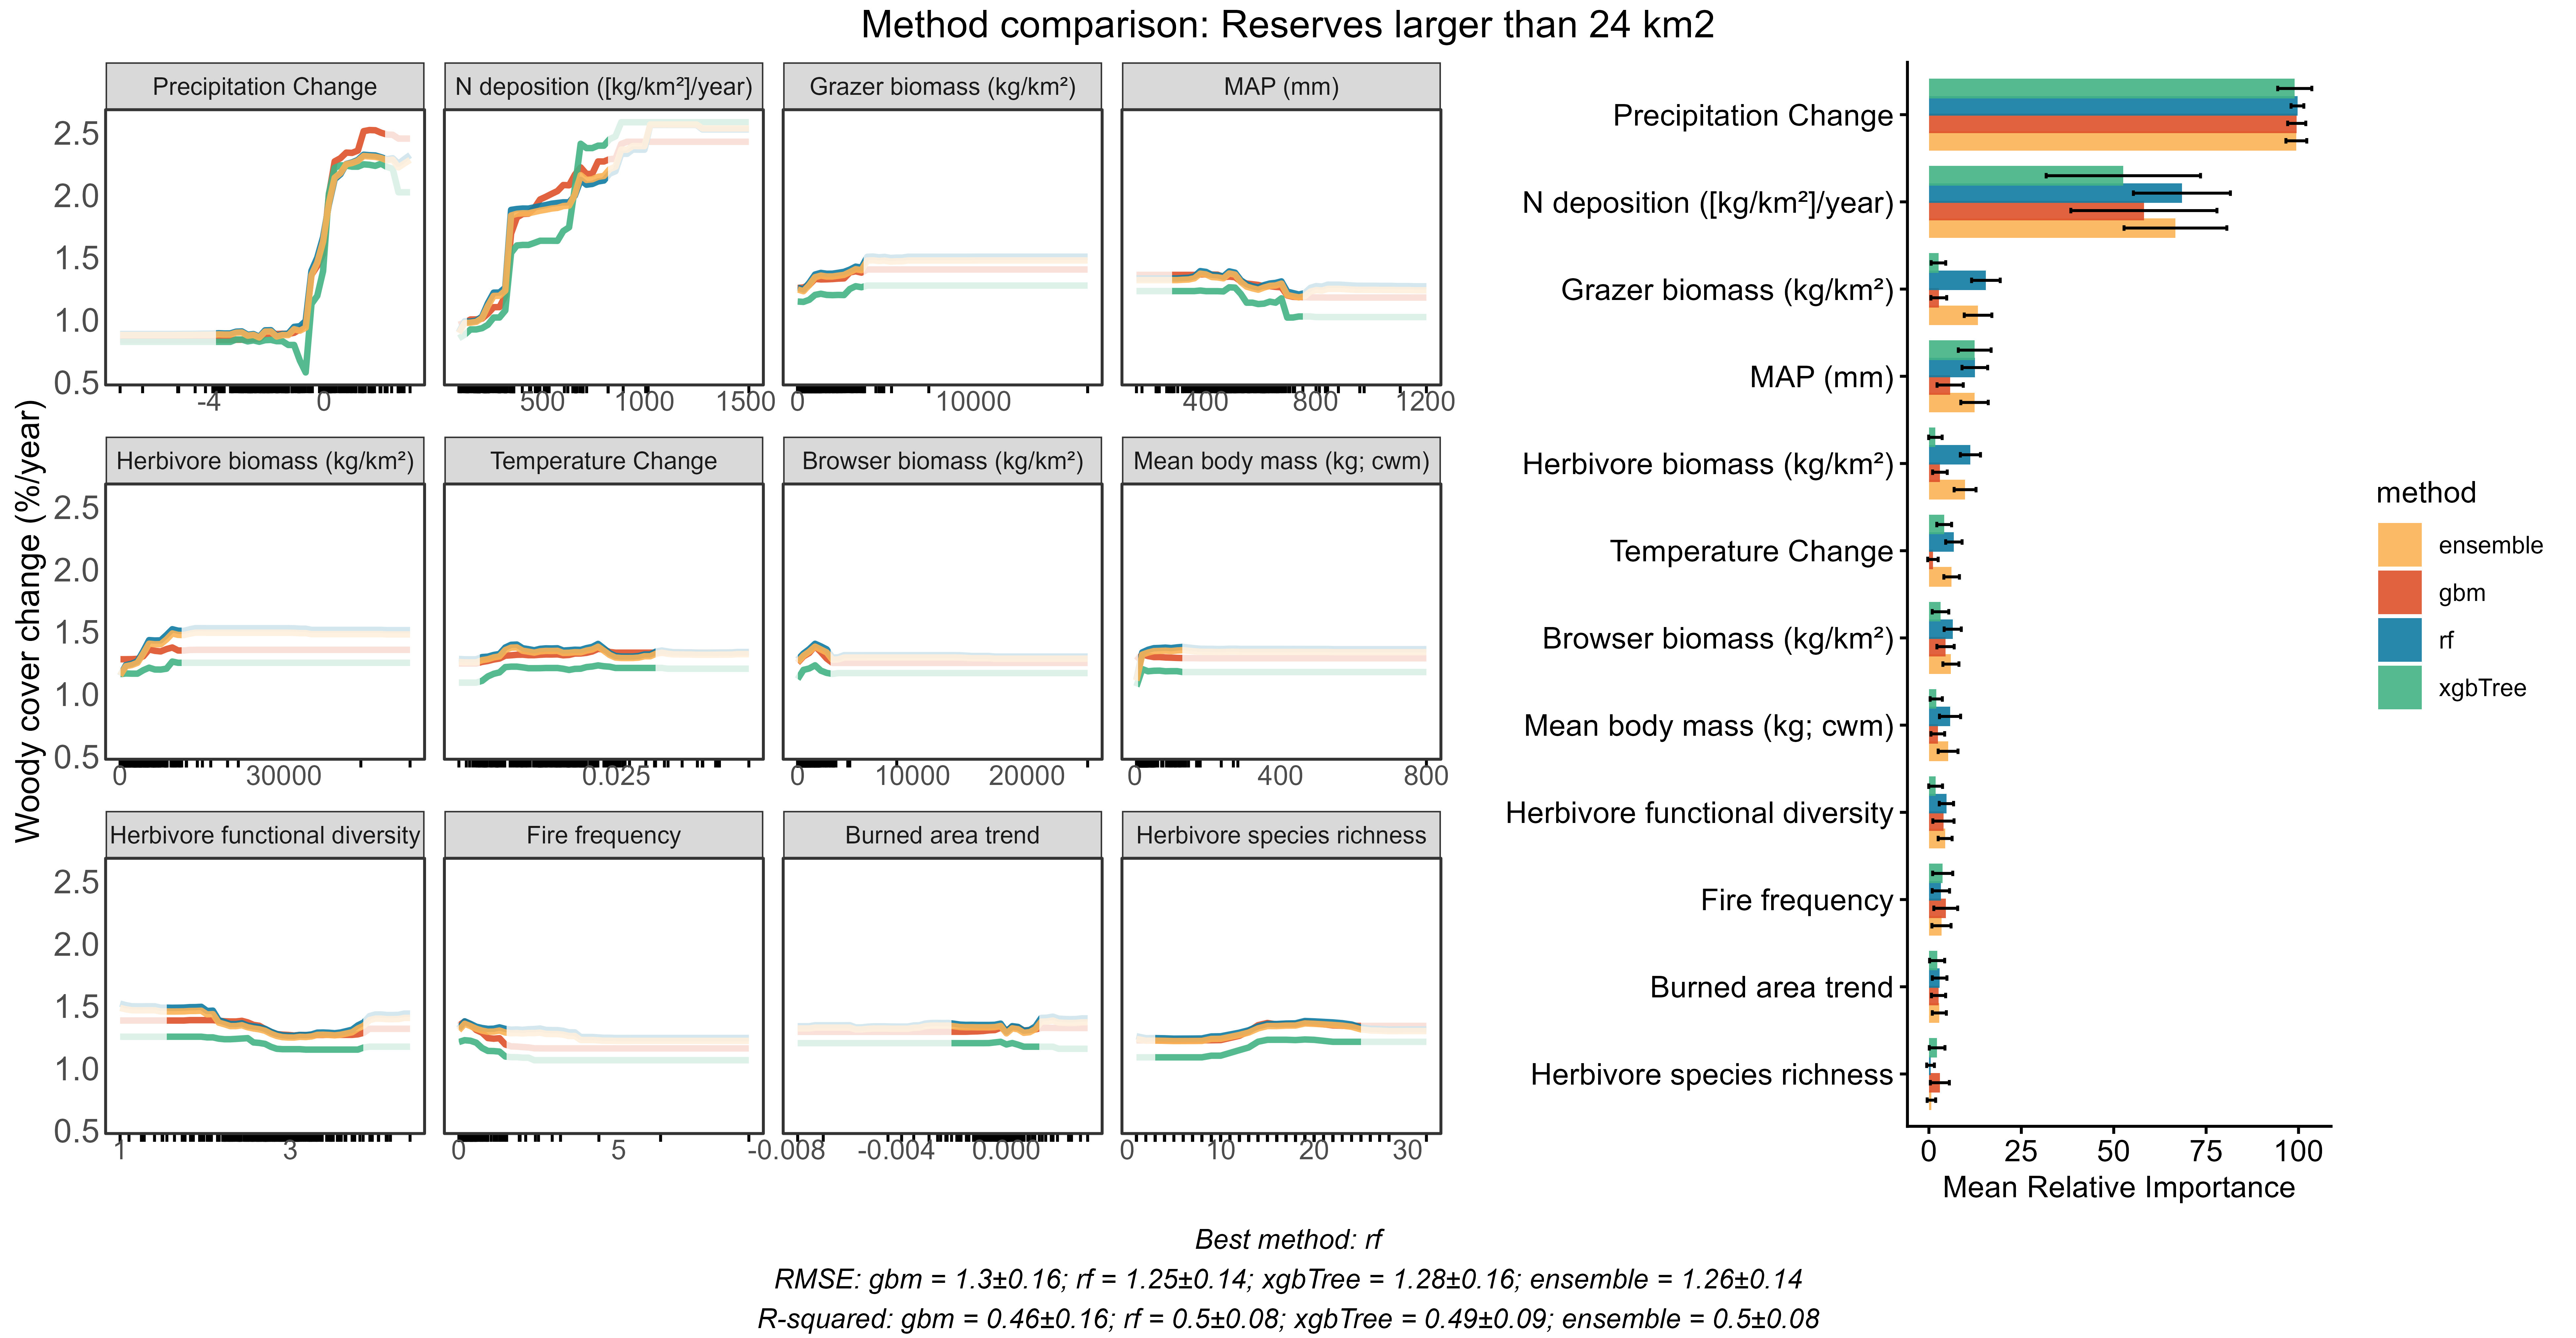 Method comparison: Reserves larger than 24 km2
Woody cover change (%/year)
Precipitation Change
N deposition ([kg/km²]/year)
Grazer biomass (kg/km²)
MAP (mm)
2.5
2.0
1.5
1.0
0.5
-4 0
500 1000 1500
0 10000
400 800 1200
Herbivore biomass (kg/km²)
Temperature Change
Browser biomass (kg/km²)
Mean body mass (kg; cwm)
2.5
2.0
1.5
1.0
0.5
0 30000
0.025
0 10000 20000
0 400 800
Herbivore functional diversity
Fire frequency
Burned area trend
Herbivore species richness
2.5
2.0
1.5
1.0
0.5
1 3
0 5
-0.008 -0.004 0.000
0 10 20 30
Precipitation Change
N deposition ([kg/km²]/year)
Grazer biomass (kg/km²)
MAP (mm)
Herbivore biomass (kg/km²)
Temperature Change
Browser biomass (kg/km²)
Mean body mass (kg; cwm)
Herbivore functional diversity
Fire frequency
Burned area trend
Herbivore species richness
0 25 50 75 100
Mean Relative Importance
method
ensemble
gbm
rf
xgbTree
Best method: rf
RMSE: gbm = 1.3±0.16; rf = 1.25±0.14; xgbTree = 1.28±0.16; ensemble = 1.26±0.14
R-squared: gbm = 0.46±0.16; rf = 0.5±0.08; xgbTree = 0.49±0.09; ensemble = 0.5±0.08